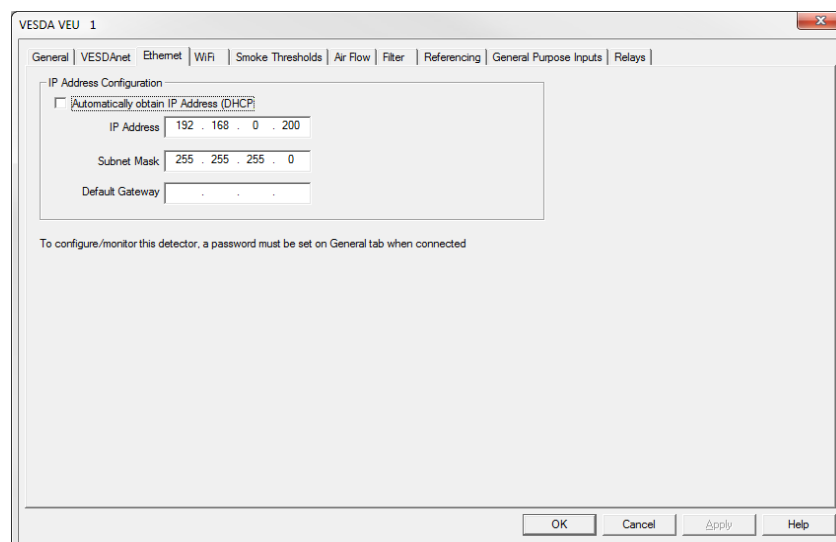 VESDA VEU 1
General VESDAnet Ethernet WiFi Smoke Thresholds Air Flow Filter Referencing General Purpose Inputs Relays
IP Address Configuration
Automatically obtain IP Address (DHCP
IP Address 192 . 168 . 0 . 200
Subnet Mask 255 . 255 . 255 . 0
Default Gateway . . .
To configure/monitor this detector, a password must be set on General tab when connected
OK Cancel Apply Help